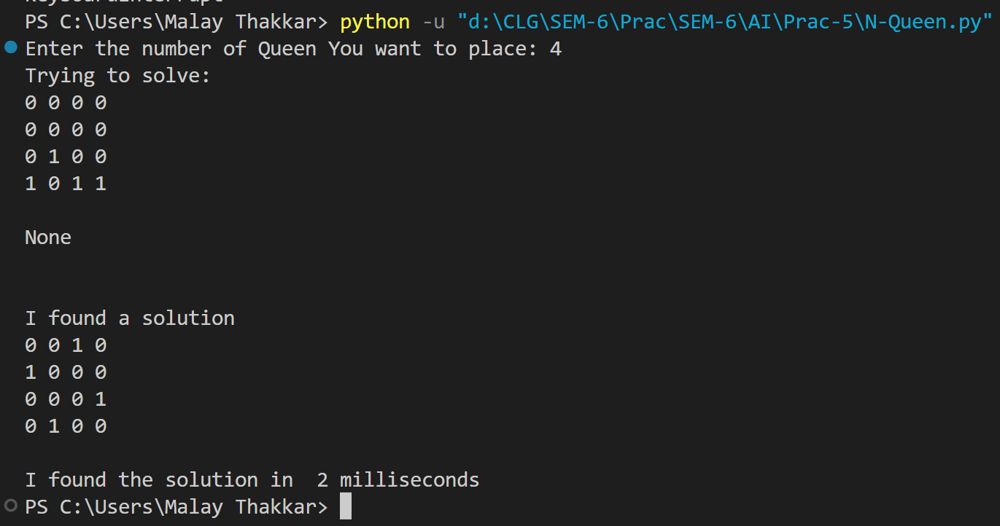 PS C:\Users\Malay Thakkar> python -u "d:\CLG\SEM-6\Prac\SEM-6\AI\Prac-5\N-Queen.py"
Enter the number of Queen You want to place: 4
Trying to solve:
0 0 0 0
0 0 0 0
0 1 0 0
1 0 1 1
None
I found a solution
0 0 1 0
1 0 0 0
0 0 0 1
0 1 0 0
I found the solution in  2 milliseconds
PS C:\Users\Malay Thakkar>